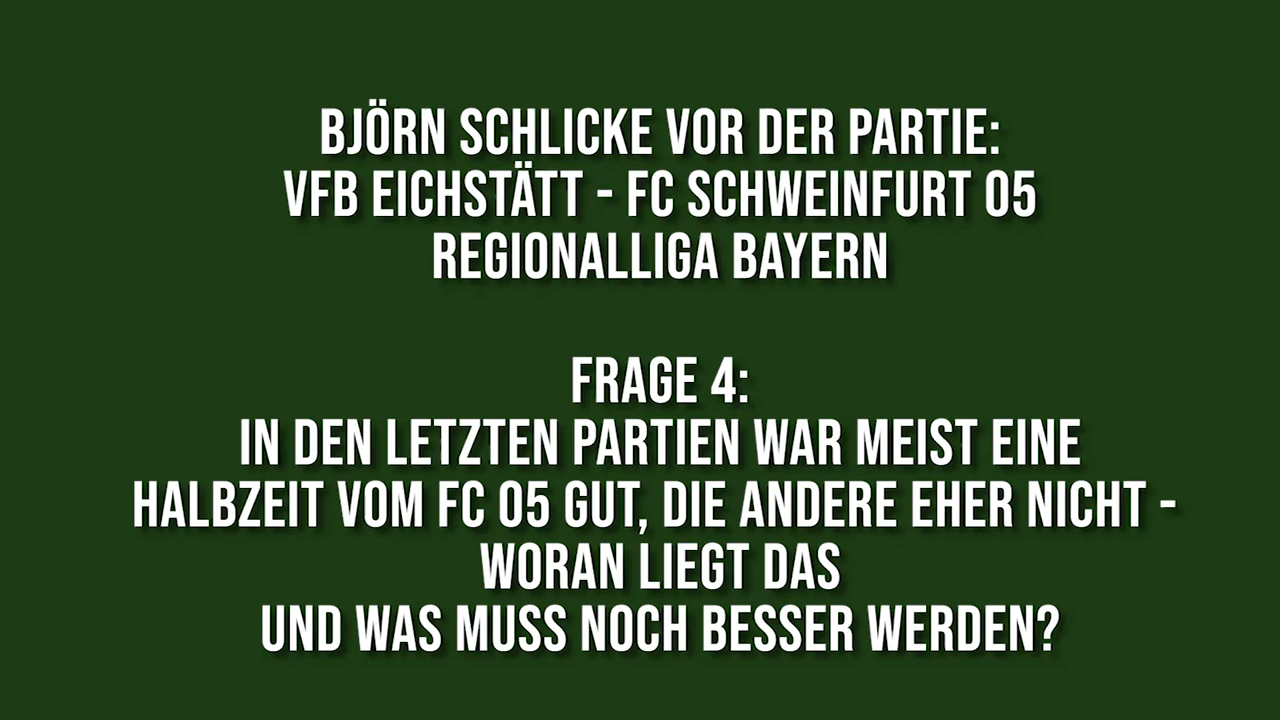 BJÖRN SCHLICKE VOR DER PARTIE:
VFB EICHSTÄTT - FC SCHWEINFURT 05
REGIONALLIGA BAYERN
FRAGE 4:
IN DEN LETZTEN PARTIEN WAR MEIST EINE
HALBZEIT VOM FC 05 GUT, DIE ANDERE EHER NICHT -
WORAN LIEGT DAS
UND WAS MUSS NOCH BESSER WERDEN?